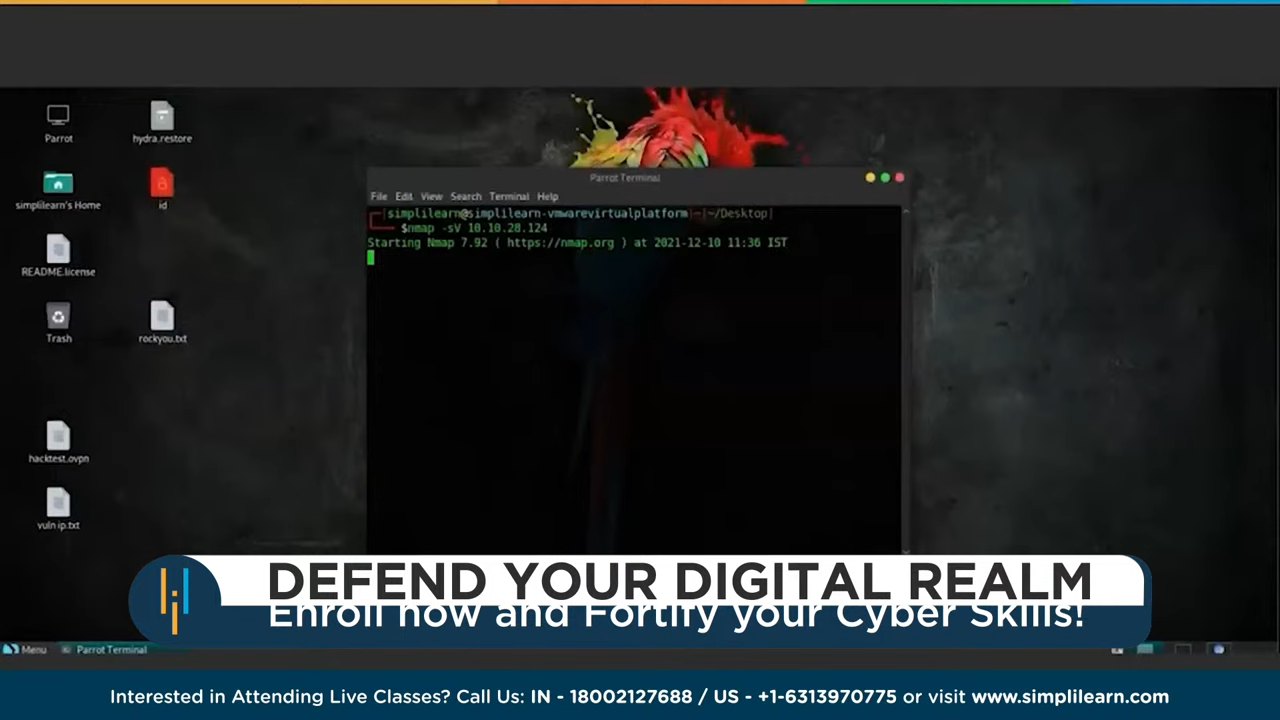 Parrot
hydra.restore
simplilearn's Home
id
README.license
Trash
rockyou.txt
hacktest.ovpn
vuln ip.txt
Parrot Terminal
File Edit View Search Terminal Help
[simplilearn@simplilearn-vmwarevirtualplatform]-[~/Desktop]
$nmap -sV 10.10.28.124
Starting Nmap 7.92 ( https://nmap.org ) at 2021-12-10 11:36 IST
DEFEND YOUR DIGITAL REALM
Enroll now and Fortify your Cyber Skills!
Menu Parrot Terminal
Interested in Attending Live Classes? Call Us: IN - 18002127688 / US - +1-6313970775 or visit www.simplilearn.com